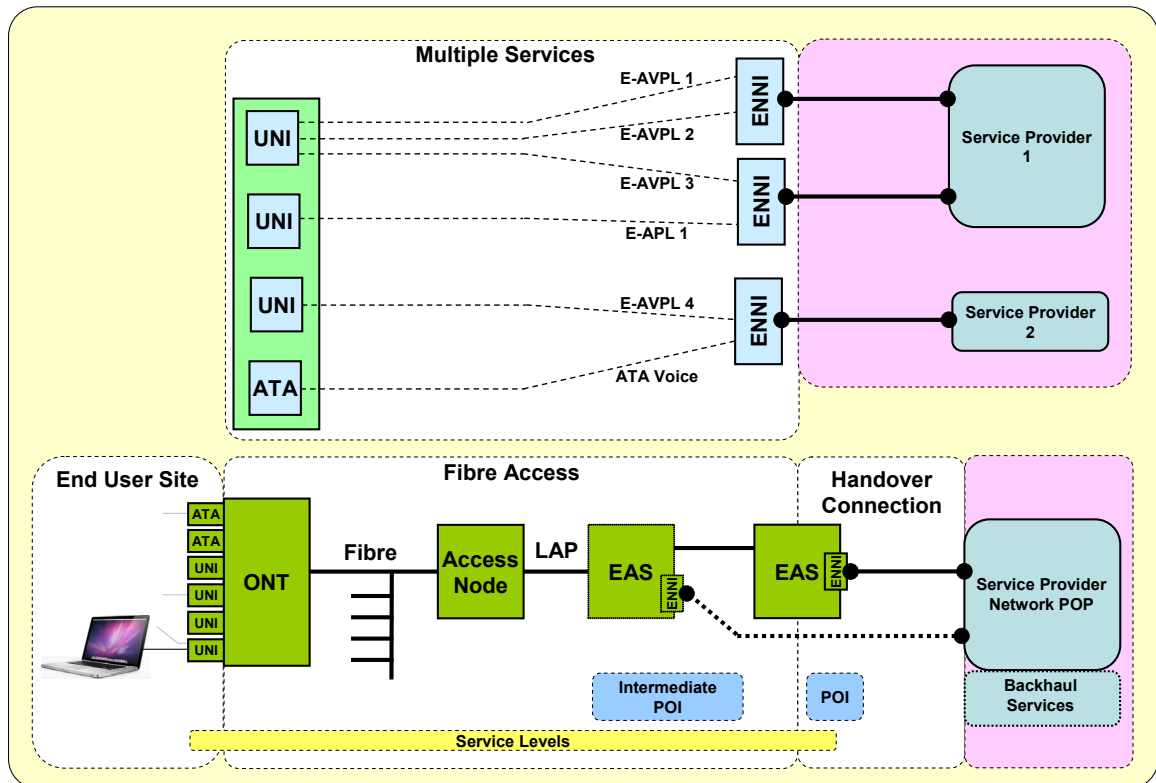 Multiple Services
E-AVPL 1
UNI
ENNI
E-AVPL 2
Service Provider
1
E-AVPL 3
ENNI
UNI
E-APL 1
UNI
E-AVPL 4
ENNI
Service Provider
2
ATA
ATA Voice
End User Site
Fibre Access
Handover
Connection
ATA
ATA
UNI
UNI
UNI
UNI
ONT
Fibre
Access
Node
LAP
EAS
ENNI
EAS
ENNI
Service Provider
Network POP
Intermediate
POI
POI
Backhaul
Services
Service Levels